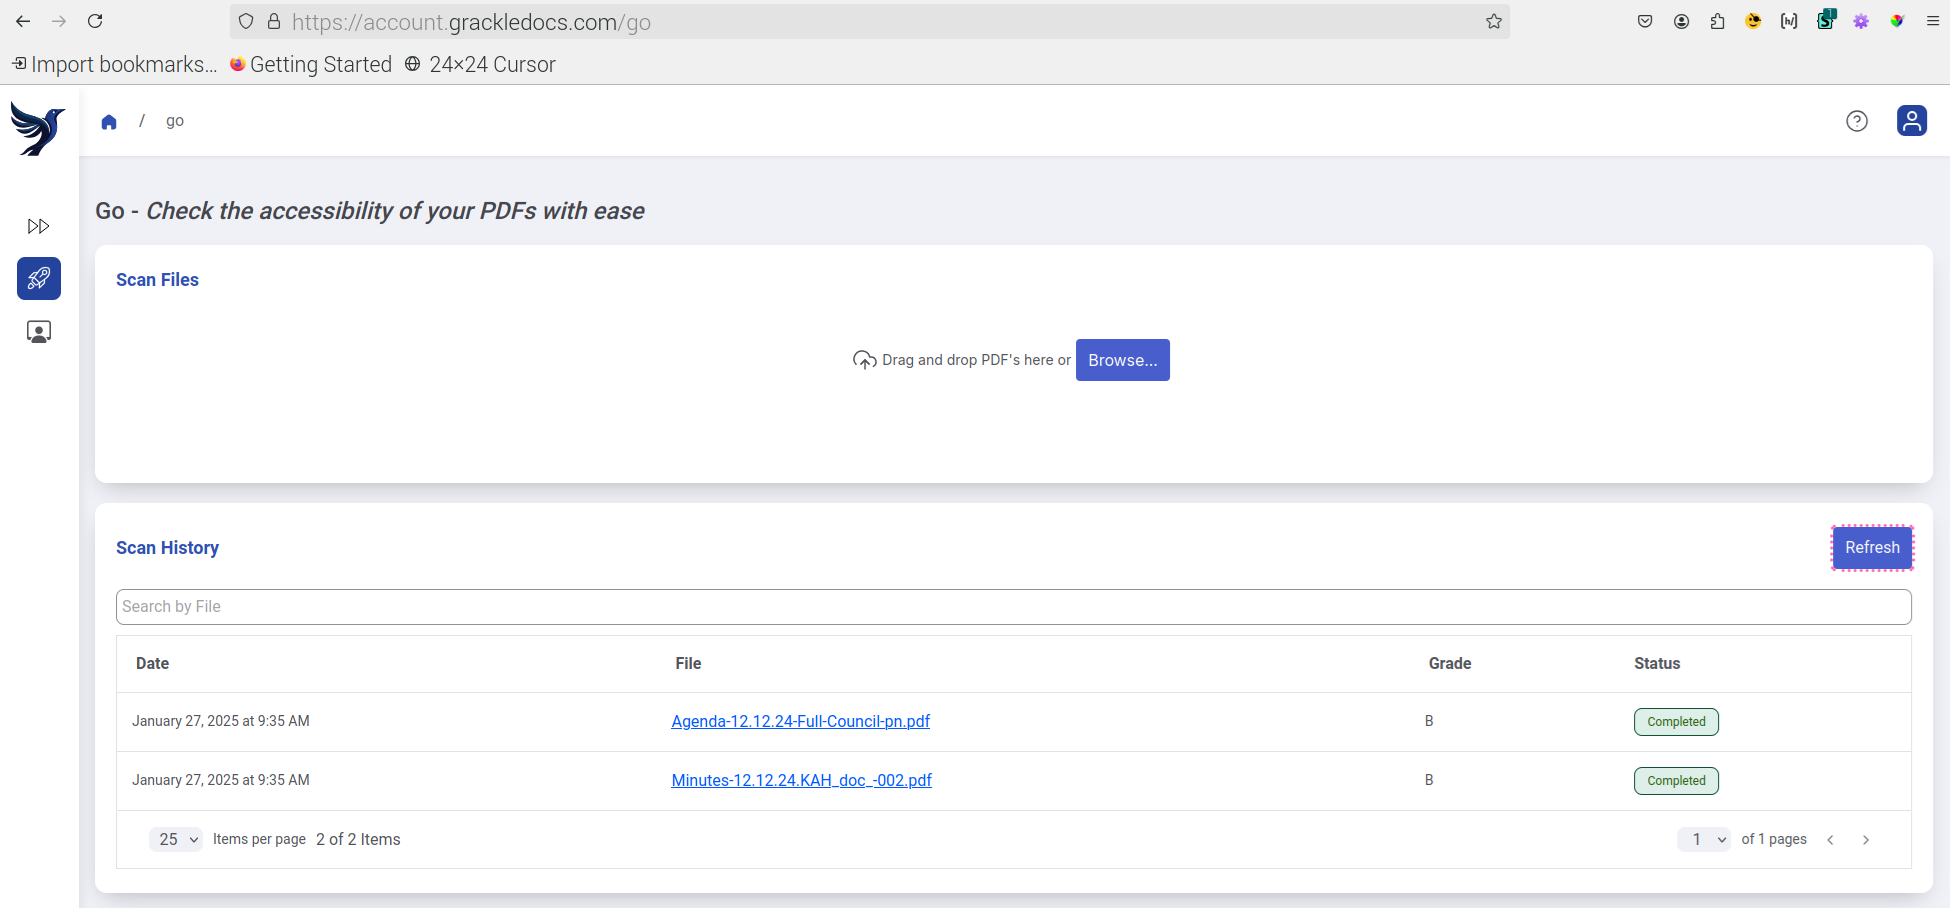 https://account.grackledocs.com/go
Import bookmarks... Getting Started 24×24 Cursor
/ go
Go - Check the accessibility of your PDFs with ease
Scan Files
Drag and drop PDF's here or Browse...
Scan History
Refresh
Search by File
Date File Grade Status
January 27, 2025 at 9:35 AM Agenda-12.12.24-Full-Council-pn.pdf B Completed
January 27, 2025 at 9:35 AM Minutes-12.12.24.KAH_doc_-002.pdf B Completed
25 Items per page 2 of 2 Items 1 of 1 pages